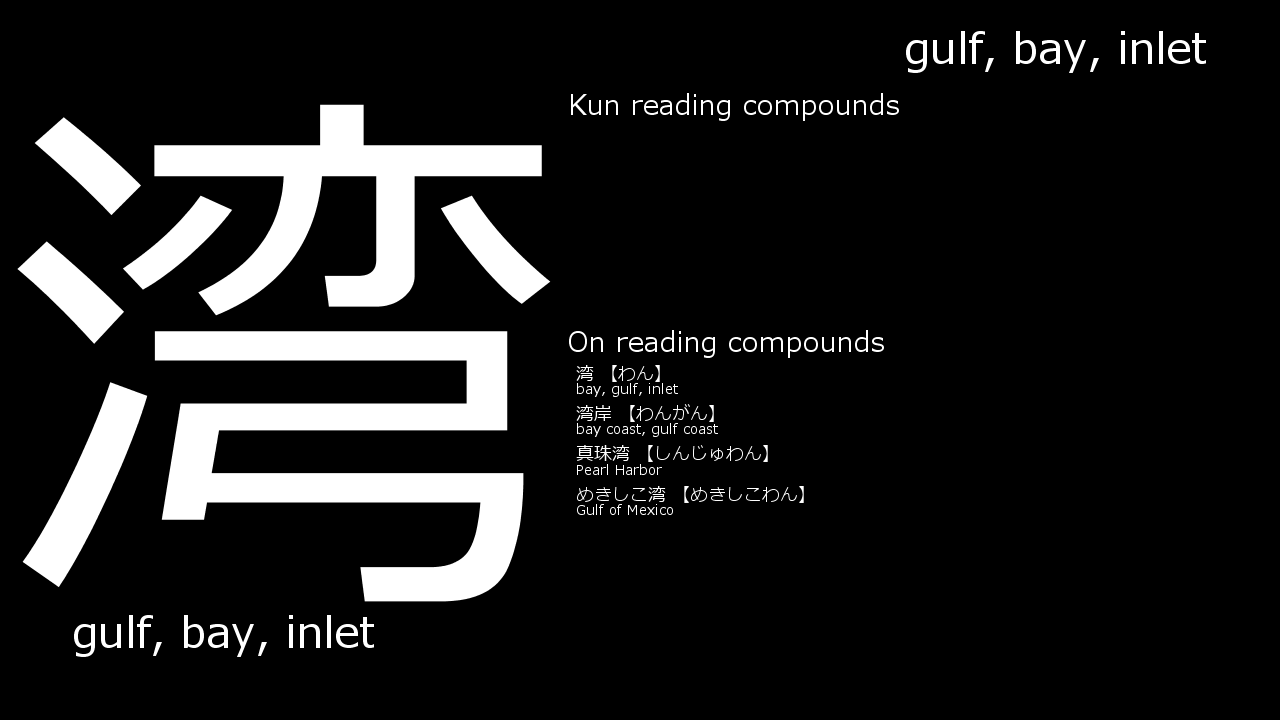 gulf, bay, inlet
湾
Kun reading compounds
On reading compounds
湾 【わん】
bay, gulf, inlet
湾岸 【わんがん】
bay coast, gulf coast
真珠湾 【しんじゅわん】
Pearl Harbor
めきしこ湾 【めきしこわん】
Gulf of Mexico
gulf, bay, inlet